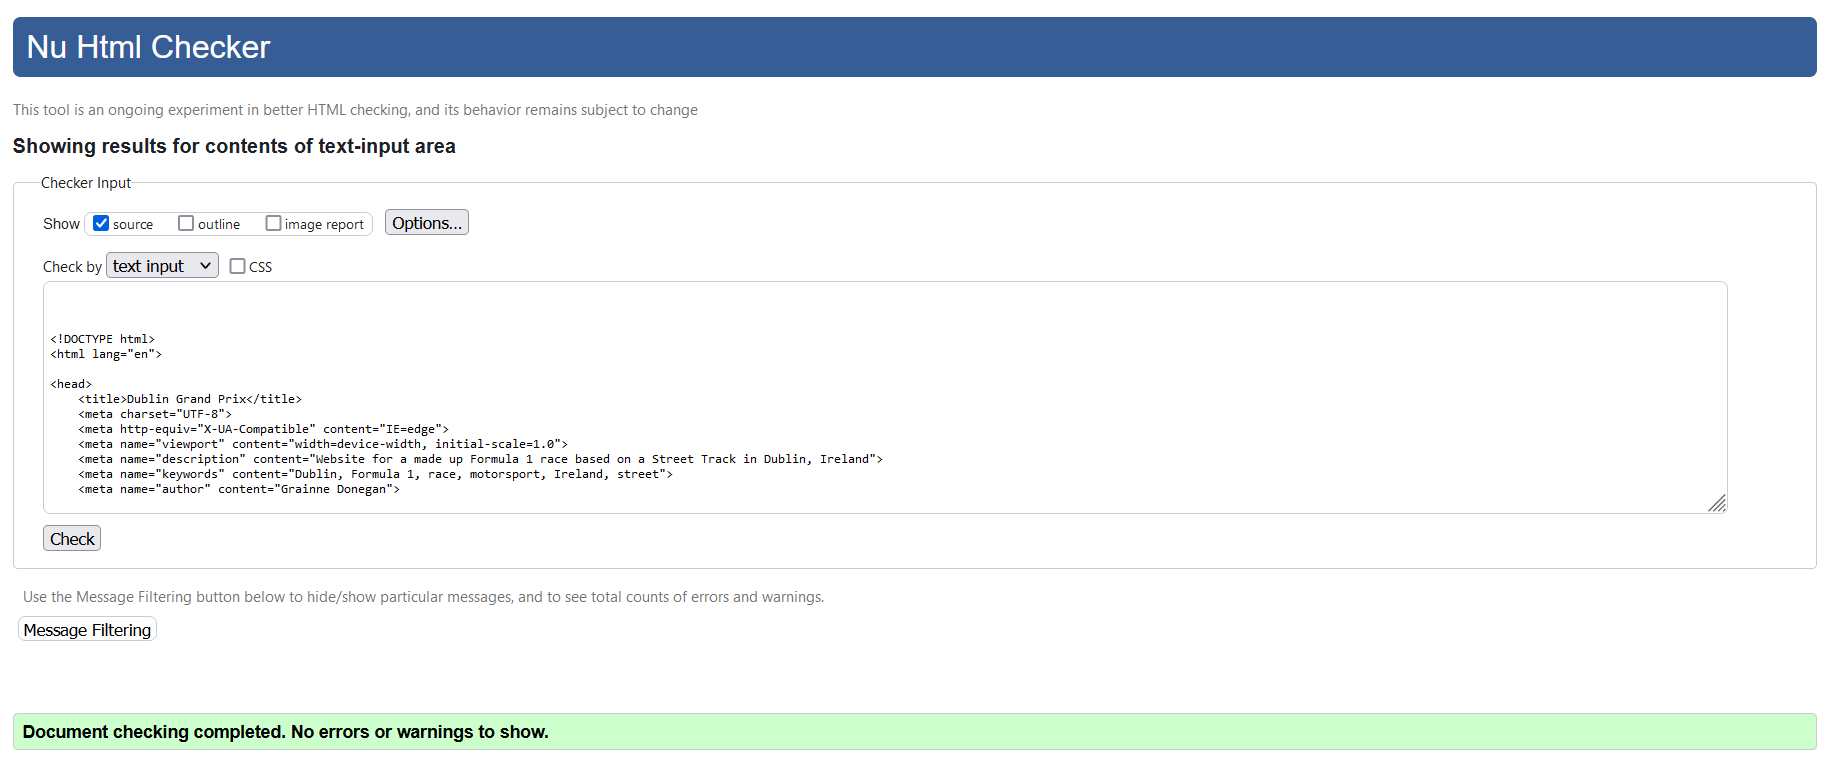 Nu Html Checker
This tool is an ongoing experiment in better HTML checking, and its behavior remains subject to change
Showing results for contents of text-input area
Checker Input
Show source outline image report Options...
Check by text input CSS
<!DOCTYPE html>
<html lang="en">
<head>
<title>Dublin Grand Prix</title>
<meta charset="UTF-8">
<meta http-equiv="X-UA-Compatible" content="IE=edge">
<meta name="viewport" content="width=device-width, initial-scale=1.0">
<meta name="description" content="Website for a made up Formula 1 race based on a Street Track in Dublin, Ireland">
<meta name="keywords" content="Dublin, Formula 1, race, motorsport, Ireland, street">
<meta name="author" content="Grainne Donegan">
Check
Use the Message Filtering button below to hide/show particular messages, and to see total counts of errors and warnings.
Message Filtering
Document checking completed. No errors or warnings to show.